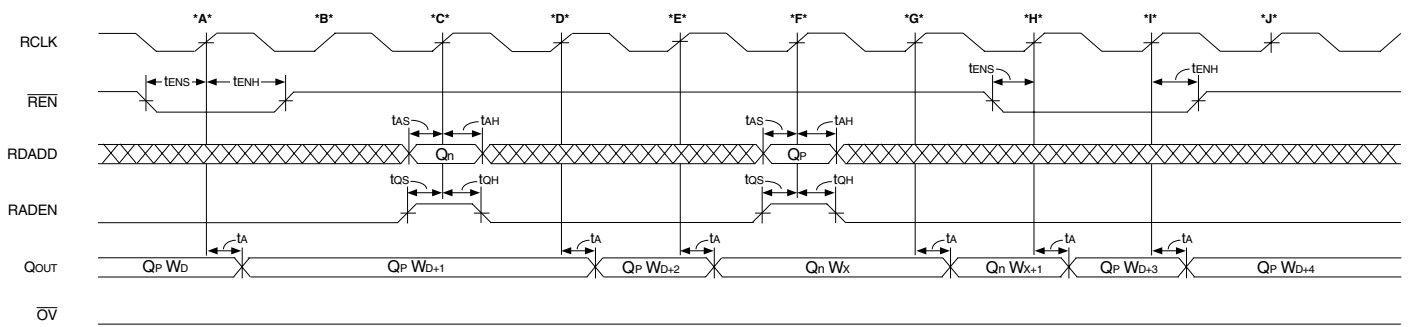 *A* *B* *C* *D* *E* *F* *G* *H* *I* *J*
RCLK
tENS tENH tENS tENH
REN
tAS tAH tAS tAH
RDADD Qn QP
tQS tQH tQS tQH
RADEN
tA tA tA tA tA tA
QOUT QP WD QP WD+1 QP WD+2 Qn WX Qn WX+1 QP WD+3 QP WD+4
OV